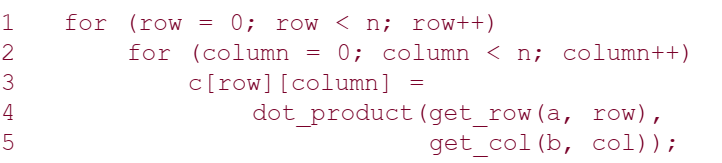 1 for (row = 0; row < n; row++)
2 for (column = 0; column < n; column++)
3 c[row][column] =
4 dot_product(get_row(a, row),
5 get_col(b, col));